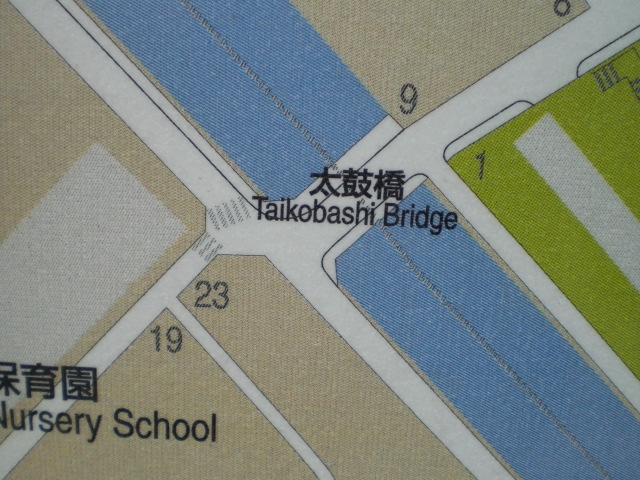 8
9
1
太鼓橋
Taikobashi Bridge
23
19
保育園
Nursery School